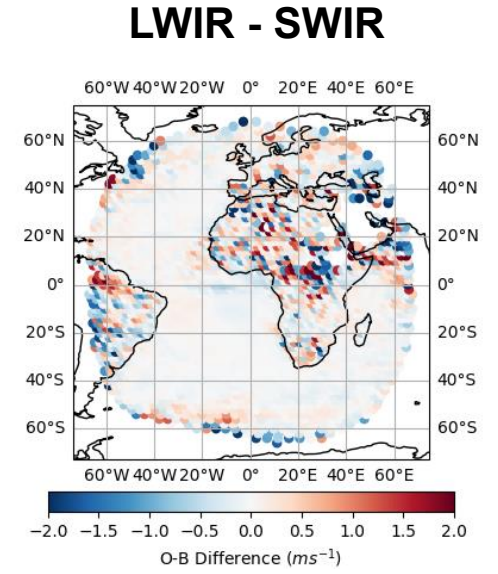 LWIR - SWIR
60°W 40°W 20°W 0° 20°E 40°E 60°E
60°N 60°N
40°N 40°N
20°N 20°N
0° 0°
20°S 20°S
40°S 40°S
60°S 60°S
60°W 40°W 20°W 0° 20°E 40°E 60°E
−2.0 −1.5 −1.0 −0.5 0.0 0.5 1.0 1.5 2.0
O-B Difference (ms⁻¹)